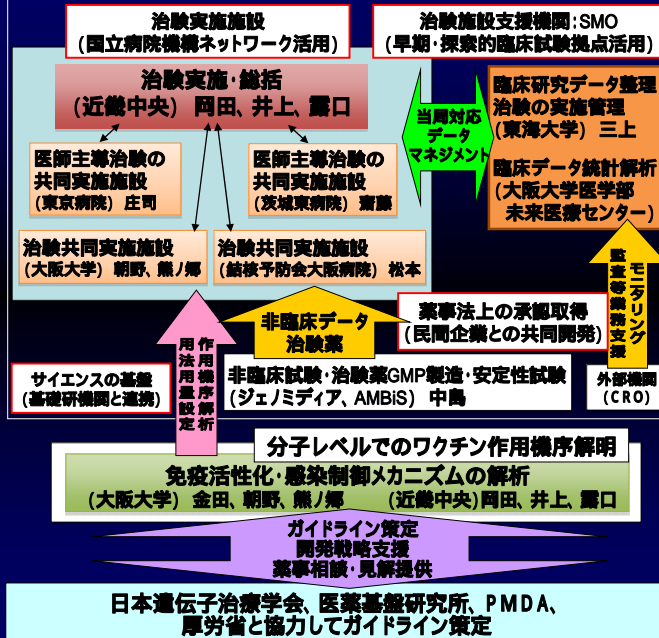 治験実施施設
(国立病院機構ネットワーク活用)
治験施設支援機関:SMO
(早期・探索的臨床試験拠点活用)
治験実施・総括
(近畿中央) 岡田、井上、露口
医師主導治験の
共同実施施設
(東京病院) 庄司
医師主導治験の
共同実施施設
(茨城東病院) 齋藤
治験共同実施施設
(大阪大学) 朝野、熊ノ郷
治験共同実施施設
(結核予防会大阪病院) 松本
当局対応
データ
マネジメント
臨床研究データ整理
治験の実施管理
(東海大学) 三上
臨床データ統計解析
(大阪大学医学部
未来医療センター)
モニタリング
監査等業務支援
外部機関
(CRO)
非臨床データ
治験薬
薬事法上の承認取得
(民間企業との共同開発)
作用機序解析
用法用量設定
サイエンスの基盤
(基礎研機関と連携)
非臨床試験・治験薬GMP製造・安定性試験
(ジェノミディア、AMBiS) 中島
分子レベルでのワクチン作用機序解明
免疫活性化・感染制御メカニズムの解析
(大阪大学) 金田、朝野、熊ノ郷 (近畿中央)岡田、井上、露口
ガイドライン策定
開発戦略支援
薬事相談・見解提供
日本遺伝子治療学会、医薬基盤研究所、PMDA、
厚労省と協力してガイドライン策定